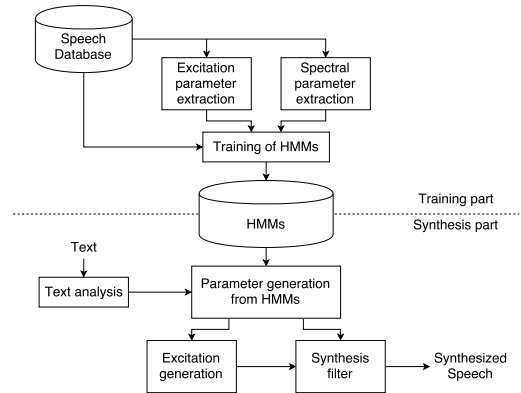 Speech
Database
Excitation
parameter
extraction
Spectral
parameter
extraction
Training of HMMs
HMMs
Training part
Synthesis part
Text
Text analysis
Parameter generation
from HMMs
Excitation
generation
Synthesis
filter
Synthesized
Speech